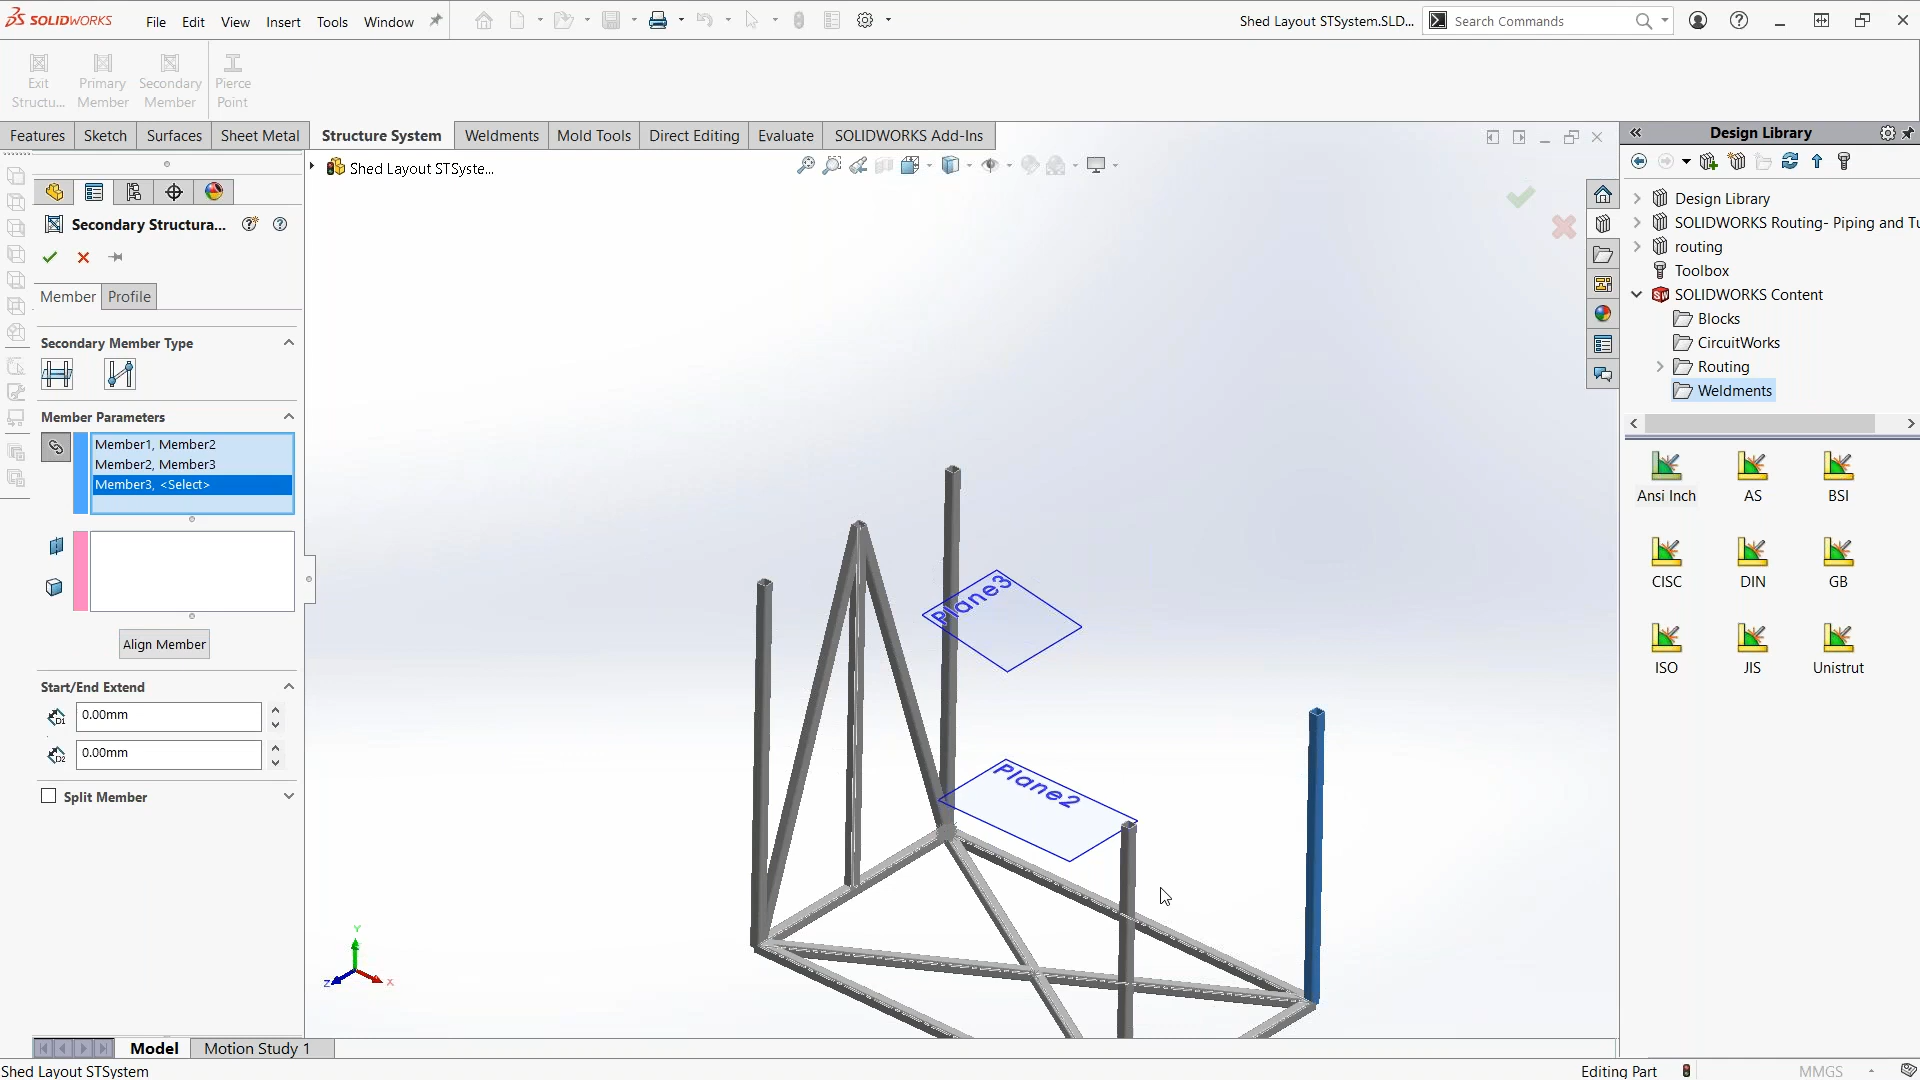 SOLIDWORKS File Edit View Insert Tools Window
Shed Layout STSystem.SLD... Search Commands
Exit Structu... Primary Member Secondary Member Pierce Point
Features Sketch Surfaces Sheet Metal Structure System Weldments Mold Tools Direct Editing Evaluate SOLIDWORKS Add-Ins
Shed Layout STSyste...
Secondary Structura...
Member Profile
Secondary Member Type
Member Parameters
Member1, Member2
Member2, Member3
Member3, <Select>
Align Member
Start/End Extend
D1 0.00mm
D2 0.00mm
Split Member
Plane3
Plane2
Y
Z X
Design Library
Design Library
SOLIDWORKS Routing- Piping and Tu
routing
Toolbox
SW SOLIDWORKS Content
Blocks
CircuitWorks
Routing
Weldments
Ansi Inch AS BSI
CISC DIN GB
ISO JIS Unistrut
Model Motion Study 1
Shed Layout STSystem Editing Part MMGS